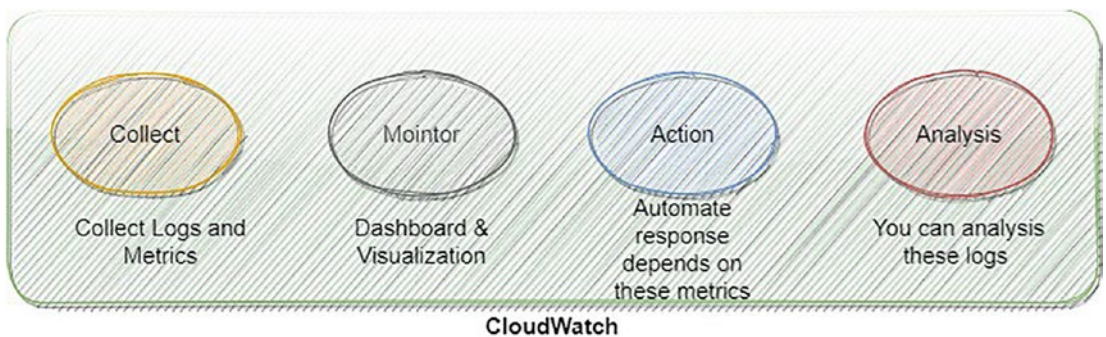 Collect
Mointor
Action
Analysis
Collect Logs and
Metrics
Dashboard &
Visualization
Automate
response
depends on
these metrics
You can analysis
these logs
CloudWatch